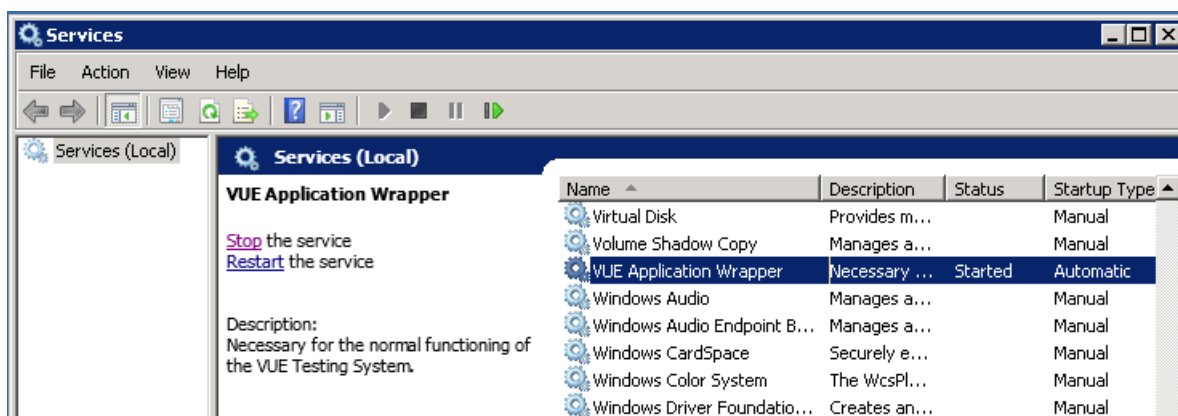 Services
File Action View Help
Services (Local)
Services (Local)
VUE Application Wrapper
Stop the service
Restart the service
Description:
Necessary for the normal functioning of
the VUE Testing System.
Name Description Status Startup Type
Virtual Disk Provides m... Manual
Volume Shadow Copy Manages a... Manual
VUE Application Wrapper Necessary ... Started Automatic
Windows Audio Manages a... Manual
Windows Audio Endpoint B... Manages a... Manual
Windows CardSpace Securely e... Manual
Windows Color System The WcsPl... Manual
Windows Driver Foundatio... Creates an... Manual